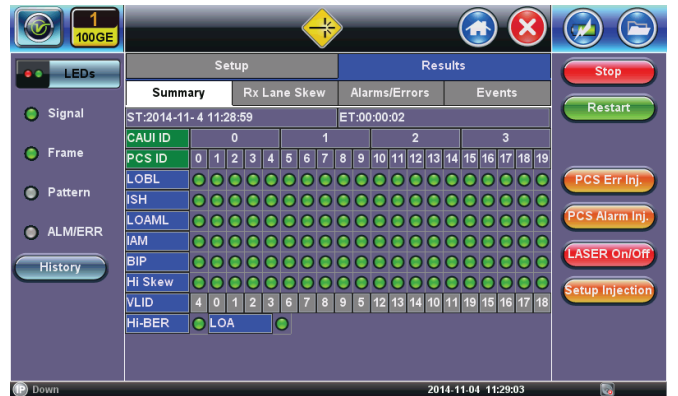 1
100GE
LEDs
Signal
Frame
Pattern
ALM/ERR
History
Setup
Results
Summary
Rx Lane Skew
Alarms/Errors
Events
ST:2014-11- 4 11:28:59 ET:00:00:02
CAUI ID 0 1 2 3
PCS ID 0 1 2 3 4 5 6 7 8 9 10 11 12 13 14 15 16 17 18 19
LOBL
ISH
LOAML
IAM
BIP
Hi Skew
VLID 4 0 1 2 3 6 7 8 9 5 12 13 14 10 11 19 15 16 17 18
Hi-BER LOA
Stop
Restart
PCS Err Inj.
PCS Alarm Inj.
LASER On/Off
Setup Injection
IP Down
2014-11-04 11:29:03